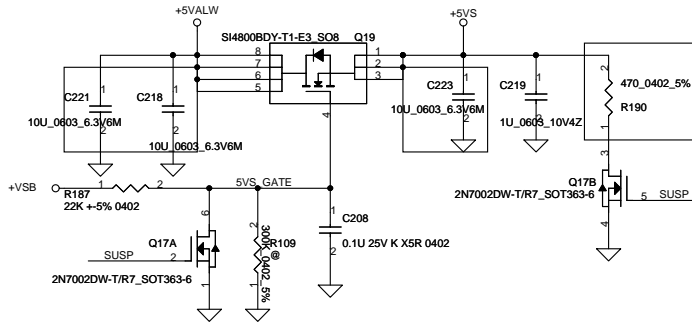 +5VALW
+5VS
SI4800BDY-T1-E3_SO8
Q19
8
7
6
5
1
2
3
4
1
C221
2
10U_0603_6.3V6M
1
C218
2
10U_0603_6.3V6M
1
C223
2
10U_0603_6.3V6M
1
C219
2
1U_0603_10V4Z
2
470_0402_5%
R190
1
+VSB
1
R187
2
22K +-5% 0402
5VS_GATE
3
Q17B
2N7002DW-T/R7_SOT363-6
5
SUSP
4
6
SUSP
2
Q17A
1
2N7002DW-T/R7_SOT363-6
2
R109
@
300K_0402_5%
1
1
C208
2
0.1U 25V K X5R 0402